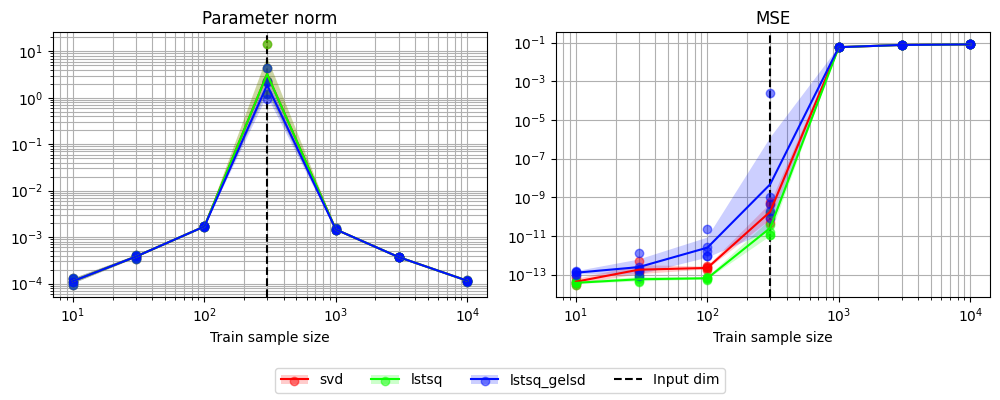 Parameter norm
10^1
10^0
10^-1
10^-2
10^-3
10^-4
10^1 10^2 10^3 10^4
Train sample size
MSE
10^-1
10^-3
10^-5
10^-7
10^-9
10^-11
10^-13
10^1 10^2 10^3 10^4
Train sample size
svd lstsq lstsq_gelsd Input dim